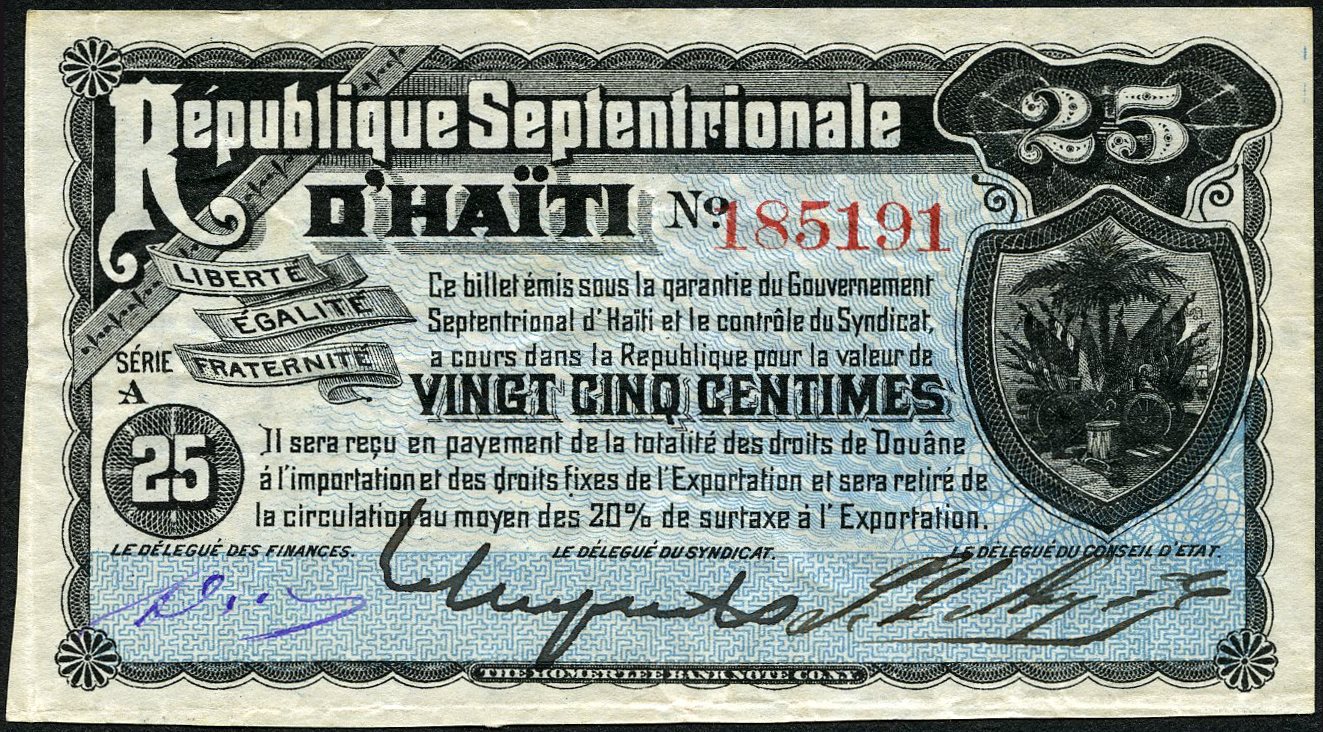 République Septentrionale
25
D'HAÏTI
No. 185191
LIBERTÉ
ÉGALITÉ
FRATERNITÉ
Ce billet émis sous la garantie du Gouvernement
Septentrional d'Haïti et le contrôle du Syndicat,
a cours dans la Republique pour la valeur de
VINGT CINQ CENTIMES
SÉRIE
A
25
Il sera reçu en payement de la totalité des droits de Douâne
á l'importation et des droits fixes de l'Exportation et sera retiré de
la circulation au moyen des 20% de surtaxe á l'Exportation.
LE DÉLEGUÉ DES FINANCES.
LE DÉLEGUÉ DU SYNDICAT.
LE DÉLEGUÉ DU CONSEIL D'ETAT.
THE HOMER LEE BANK NOTE CO. N.Y.